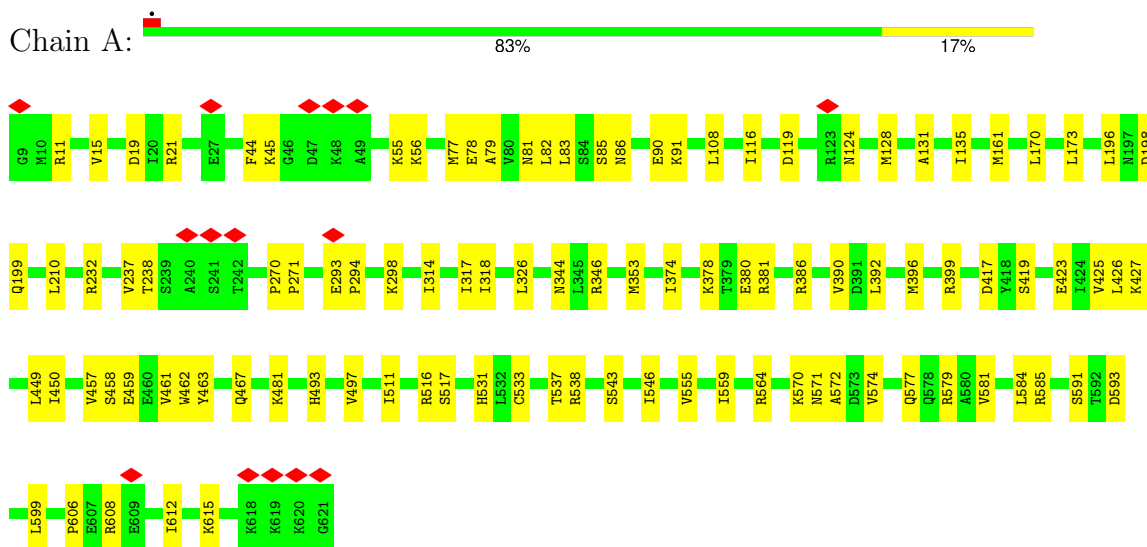 Chain A:
83% 17%
G9 M10 R11 V15 D19 I20 R21 E27 F44 K45 G46 D47 K48 A49 K55 K56 M77 E78 A79 V80 N81 L82 L83 S84 S85 N86 E90 K91 L108 I116 D119 R123 N124 M128 A131 I135 M161 L170 L173 L196 N197 D198
Q199 L210 R232 V237 T238 S239 A240 S241 T242 P270 P271 E293 P294 K298 I314 I317 I318 L326 N344 L345 R346 M353 I374 K378 T379 E380 R381 R386 V390 D391 L392 M396 R399 D417 Y418 S419 E423 I424 V425 L426 K427
L449 I450 V457 S458 E459 E460 V461 W462 Y463 Q467 K481 H493 V497 I511 R516 S517 H531 L532 C533 T537 R538 S543 I546 V555 I559 R564 K570 N571 A572 D573 V574 Q577 Q578 R579 A580 V581 L584 R585 S591 T592 D593
L599 P606 E607 R608 E609 I612 K615 K618 K619 K620 G621